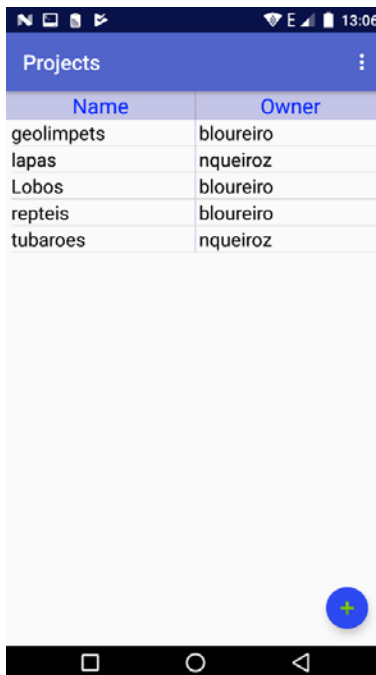 E 13:06
Projects
Name Owner
geolimpets bloureiro
lapas nqueiroz
Lobos bloureiro
repteis bloureiro
tubaroes nqueiroz
+